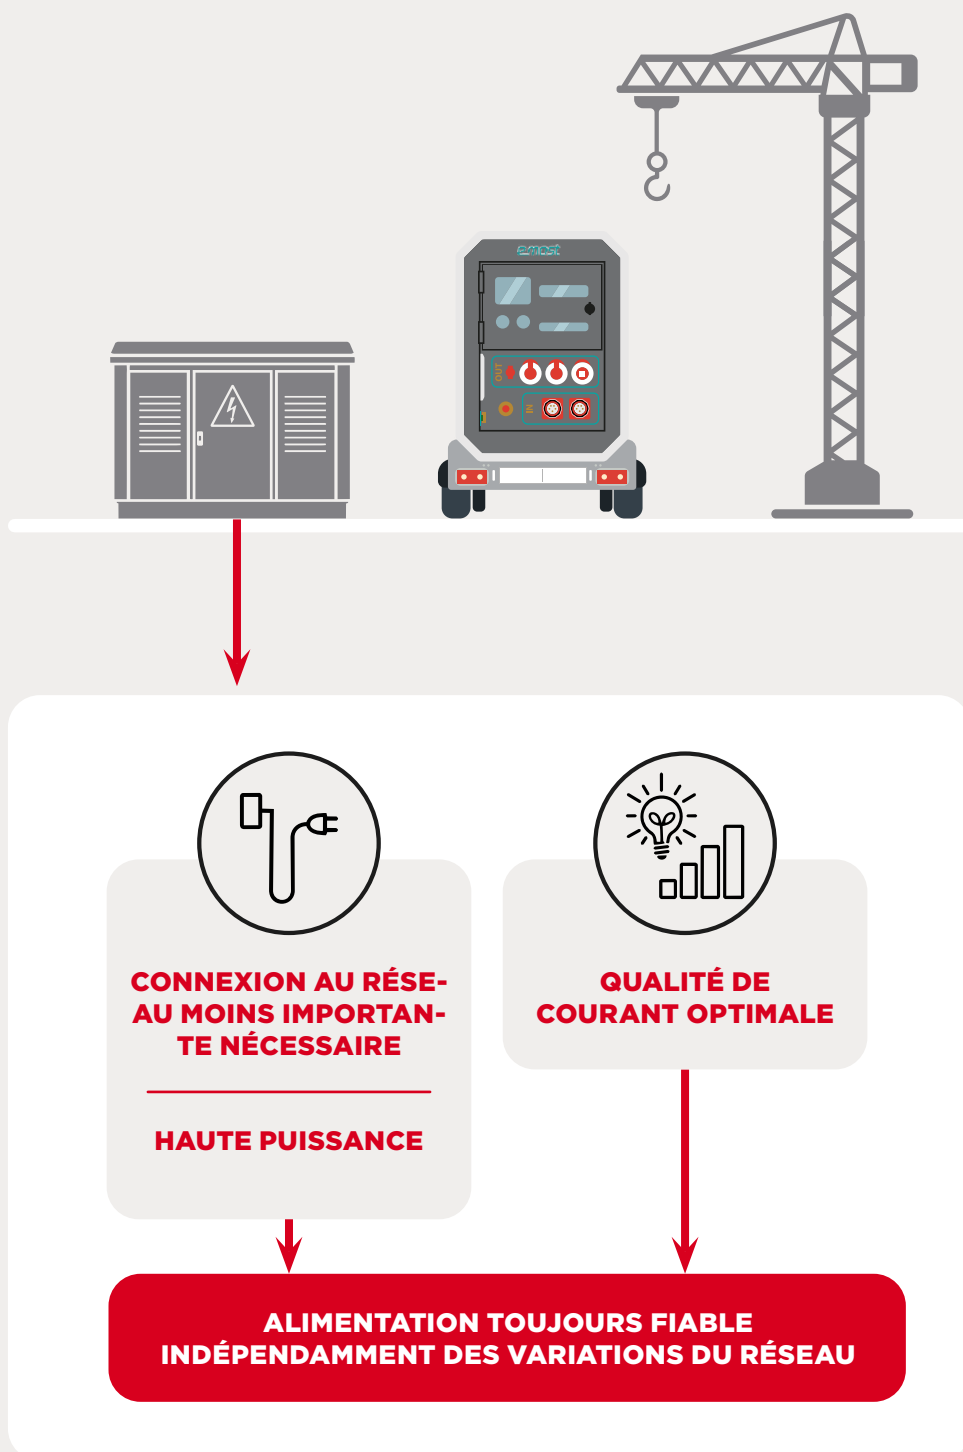 emost
OUT
IN
CONNEXION AU RÉSE-
AU MOINS IMPORTAN-
TE NÉCESSAIRE
HAUTE PUISSANCE
QUALITÉ DE
COURANT OPTIMALE
ALIMENTATION TOUJOURS FIABLE
INDÉPENDAMMENT DES VARIATIONS DU RÉSEAU